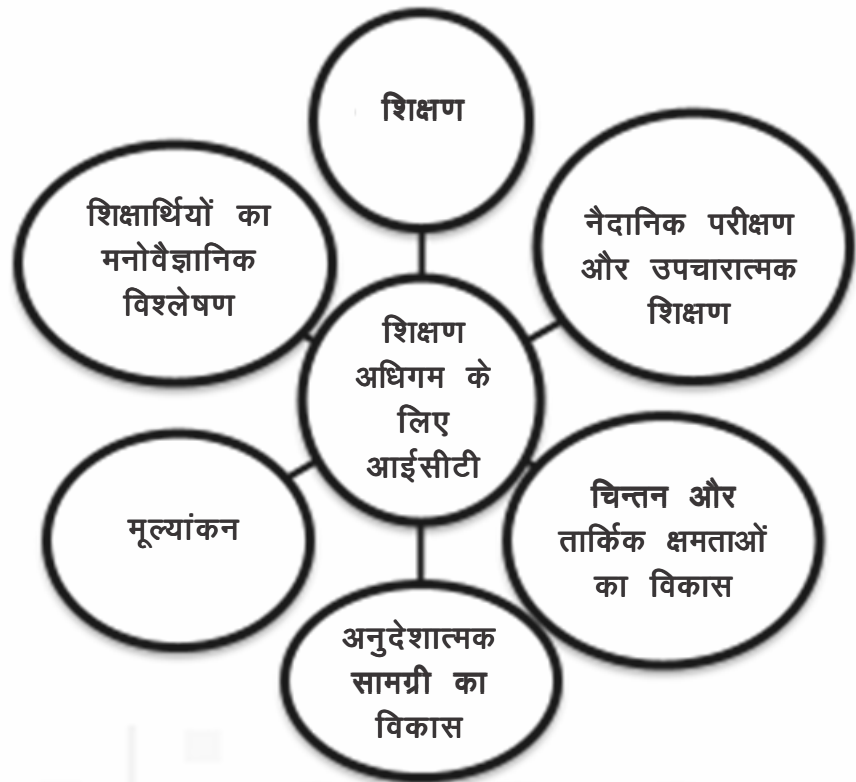 शिक्षण
शिक्षार्थियों का
मनोवैज्ञानिक
विश्लेषण
नैदानिक परीक्षण
और उपचारात्मक
शिक्षण
शिक्षण
अधिगम के
लिए
आईसीटी
मूल्यांकन
चिन्तन और
तार्किक क्षमताओं
का विकास
अनुदेशात्मक
सामग्री का
विकास